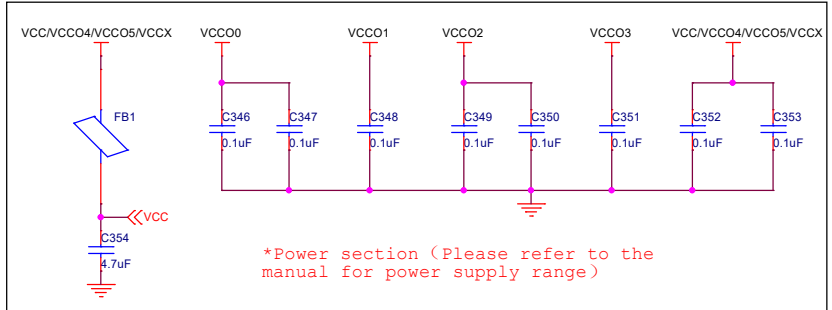 VCC/VCCO4/VCCO5/VCCX
VCCO0
VCCO1
VCCO2
VCCO3
VCC/VCCO4/VCCO5/VCCX
FB1
C346
0.1uF
C347
0.1uF
C348
0.1uF
C349
0.1uF
C350
0.1uF
C351
0.1uF
C352
0.1uF
C353
0.1uF
VCC
C354
4.7uF
*Power section（Please refer to the
manual for power supply range）